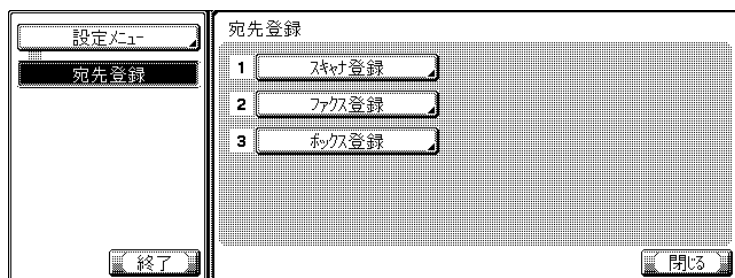 設定ﾒﾆｭｰ
宛先登録
終了
宛先登録
1 ｽｷｬﾅ登録
2 ﾌｧｸｽ登録
3 ﾎﾞｯｸｽ登録
閉じる